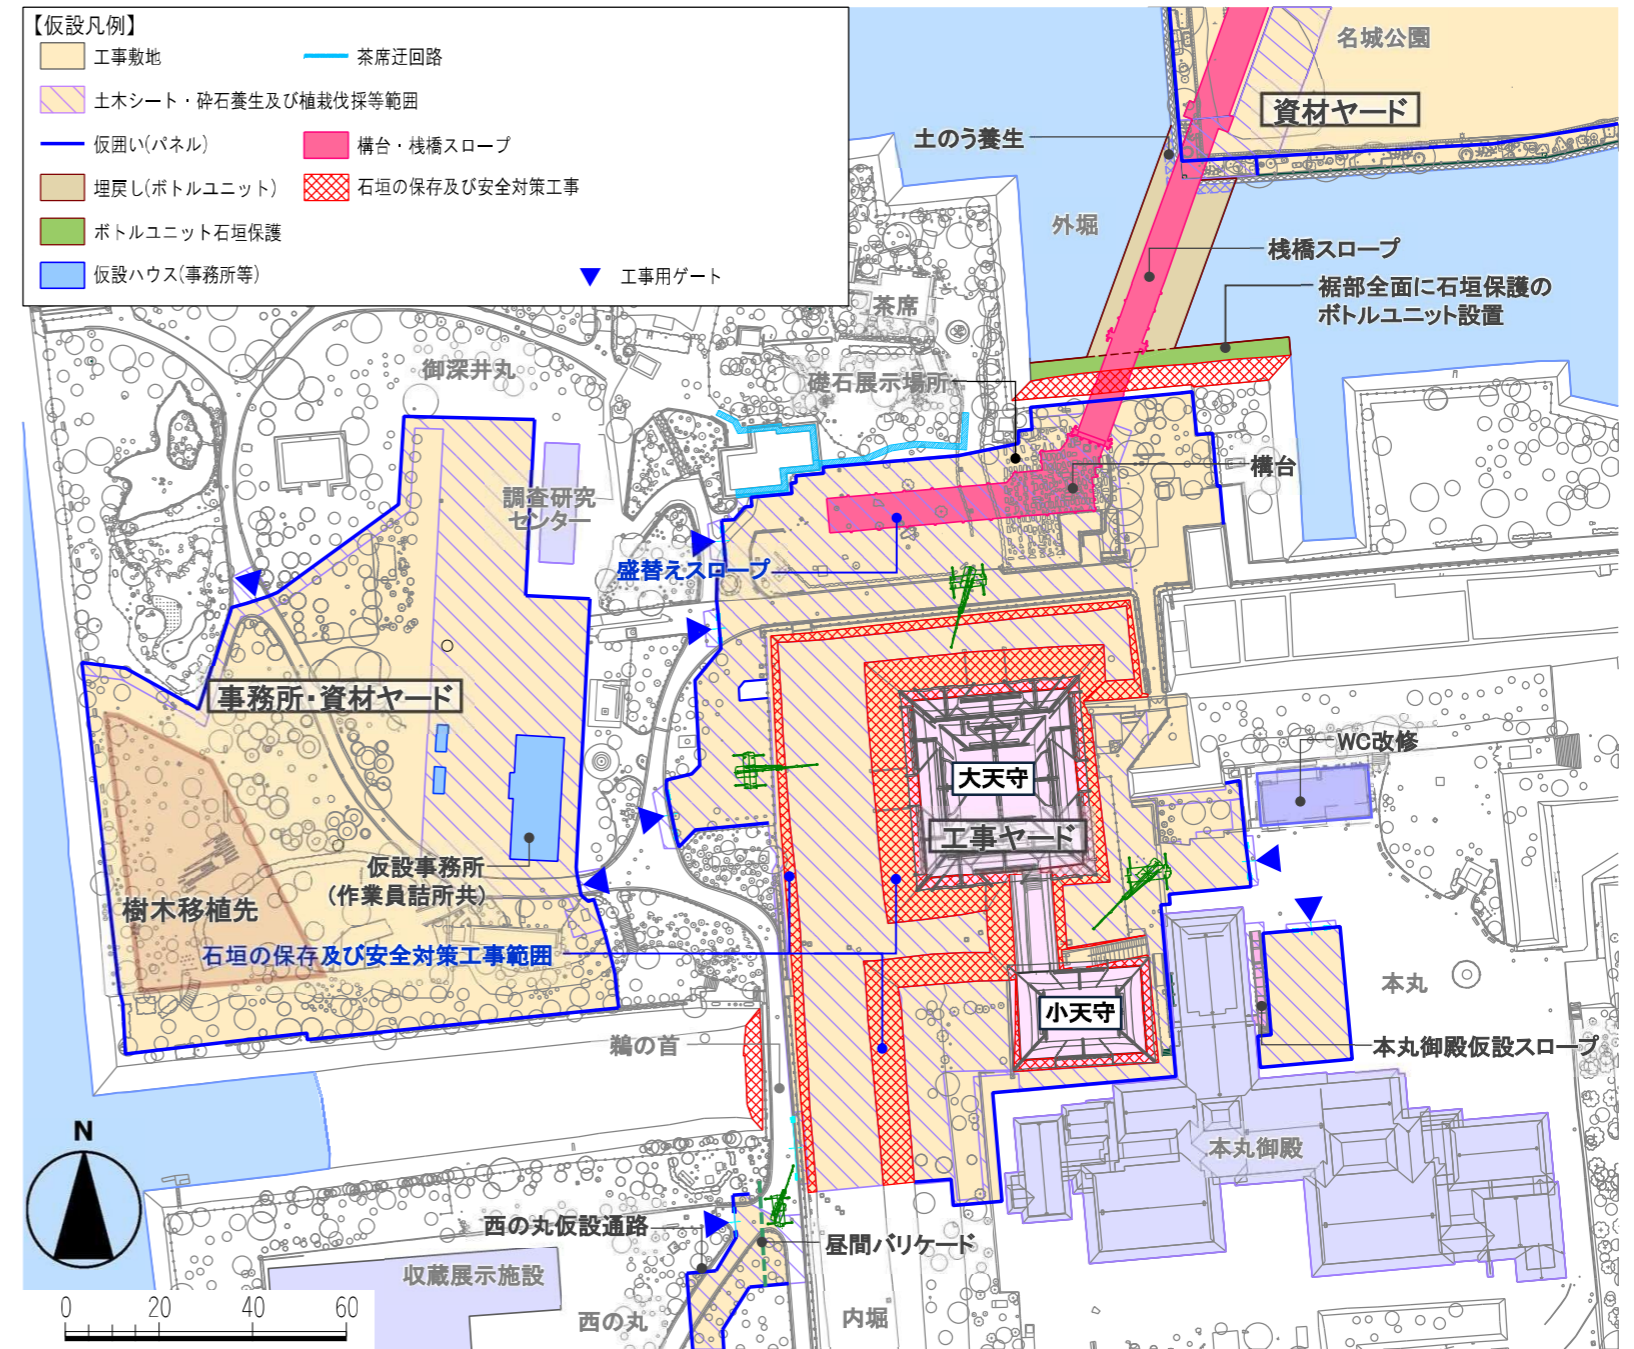 【仮設凡例】
工事敷地
茶席迂回路
土木シート・砕石養生及び植栽伐採等範囲
仮囲い(パネル)
構台・桟橋スロープ
埋戻し(ボトルユニット)
石垣の保存及び安全対策工事
ボトルユニット石垣保護
仮設ハウス(事務所等)
工事用ゲート
名城公園
資材ヤード
土のう養生
外堀
桟橋スロープ
裾部全面に石垣保護の
ボトルユニット設置
茶席
御深井丸
礎石展示場所
構台
調査研究
センター
盛替えスロープ
事務所・資材ヤード
WC改修
大天守
工事ヤード
仮設事務所
(作業員詰所共)
樹木移植先
石垣の保存及び安全対策工事範囲
本丸
小天守
鵜の首
本丸御殿仮設スロープ
N
本丸御殿
西の丸仮設通路
昼間バリケード
収蔵展示施設
西の丸
内堀
0 20 40 60